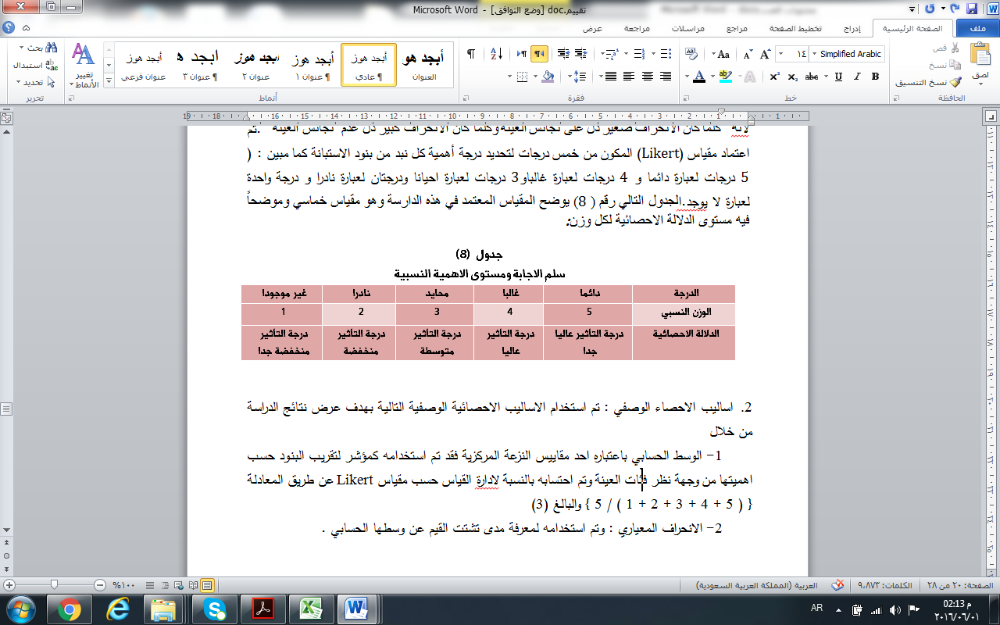 تقييم.doc [وضع التوافق] - Microsoft Word
ملف الصفحة الرئيسية إدراج تخطيط الصفحة مراجع مراسلات مراجعة عرض
لصق
قص
نسخ
نسخ التنسيق
الحافظة
Simplified Arabic ١٤
خط
فقرة
أبجد هوز
¶ عادي
أبجد هوز
¶ عنوان ١
أبجد هوز
عنوان ٢
أبجد ه
¶ عنوان ٣
أبجد هوز
عنوان فرعي
أبجد هو
العنوان
أنماط
تغيير الأنماط
بحث
استبدال
تحديد
تحرير
لانه " كلما كان الانحراف صغير دل على تجانس العينة وكلما كان الانحراف كبير دل عدم تجانس العينة " .تم
اعتماد مقياس (Likert) المكون من خمس درجات لتحديد درجة أهمية كل نبد من بنود الاستبانة كما مبين : (
5 درجات لعبارة دائما و 4 درجات لعبارة غالباو3 درجات لعبارة احيانا ودرجتان لعبارة نادرا و درجة واحدة
لعبارة لا يوجد.الجدول التالي رقم ( 8) يوضح المقياس المعتمد في هذه الدارسة وهو مقياس خماسي وموضحاً
فيه مستوى الدلالة الاحصائية لكل وزن:
جدول (8)
سلم الاجابة ومستوى الاهمية النسبية
الدرجة دائما غالبا محايد نادرا غير موجودا
الوزن النسبي 5 4 3 2 1
الدلالة الاحصائية درجة التأثير عاليا جدا درجة التأثير عاليا درجة التأثير متوسطة درجة التأثير منخفضة درجة التأثير منخفضة جدا
2. اساليب الاحصاء الوصفي : تم استخدام الاساليب الاحصائية الوصفية التالية بهدف عرض نتائج الدراسة
من خلال
1- الوسط الحسابي باعتباره احد مقاييس النزعة المركزية فقد تم استخدامه كمؤشر لتقريب البنود حسب
اهميتها من وجهة نظر فئات العينة وتم احتسابه بالنسبة لادارة القياس حسب مقياس Likert عن طريق المعادلة
{ ( 5 + 4 + 3 + 2 + 1 ) / 5 } والبالغ (3)
2- الانحراف المعياري : وتم استخدامه لمعرفة مدى تشتت القيم عن وسطها الحسابي .
الصفحة: ٢٠ من ٢٨ الكلمات: ٩،٨٧٣ العربية (المملكة العربية السعودية) ١٠٠%
AR
02:13 م
٢٠١٦/٠٦/٠١